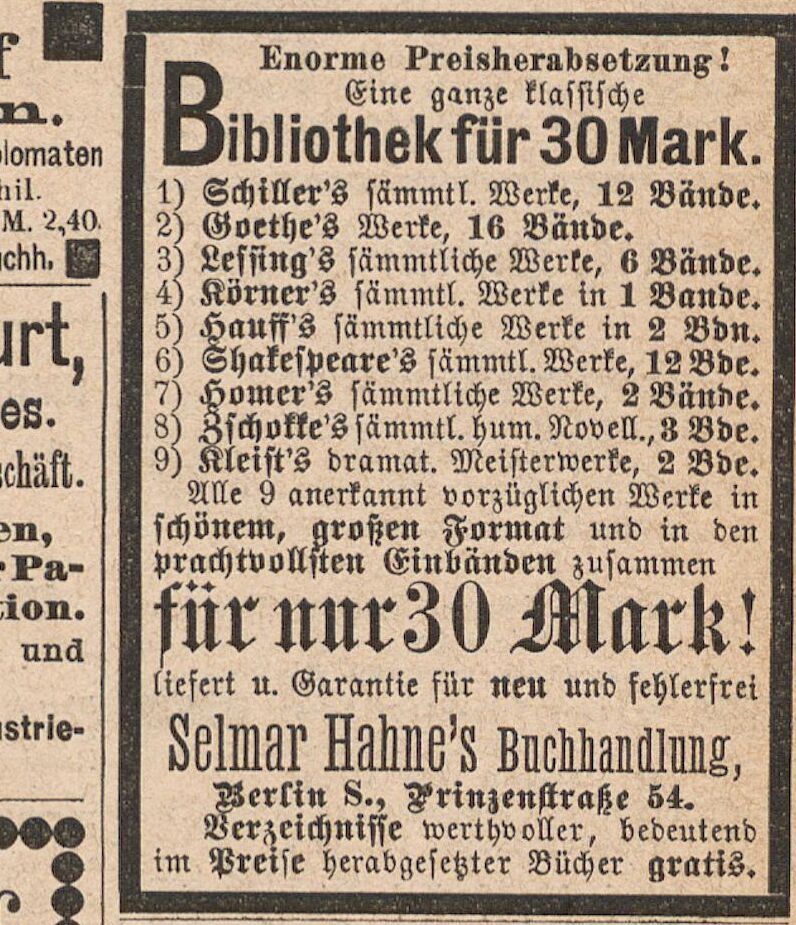 f
n.
lomaten
hil.
M. 2,40.
uchh.
urt,
es.
schäft.
en,
r Pa-
tion.
und
strie-
Enorme Preisherabsetzung!
Eine ganze klassische
Bibliothek für 30 Mark.
1) Schiller's sämmtl. Werke, 12 Bände.
2) Goethe's Werke, 16 Bände.
3) Lessing's sämmtliche Werke, 6 Bände.
4) Körner's sämmtl. Werke in 1 Bande.
5) Hauff's sämmtliche Werke in 2 Bdn.
6) Shakespeare's sämmtl. Werke, 12 Bde.
7) Homer's sämmtliche Werke, 2 Bände.
8) Zschokke's sämmtl. hum. Novell., 3 Bde.
9) Kleist's dramat. Meisterwerke, 2 Bde.
Alle 9 anerkannt vorzüglichen Werke in
schönem, großen Format und in den
prachtvollsten Einbänden zusammen
für nur 30 Mark!
liefert u. Garantie für neu und fehlerfrei
Selmar Hahne's Buchhandlung,
Berlin S., Prinzenstraße 54.
Verzeichnisse werthvoller, bedeutend
im Preise herabgesetzter Bücher gratis.